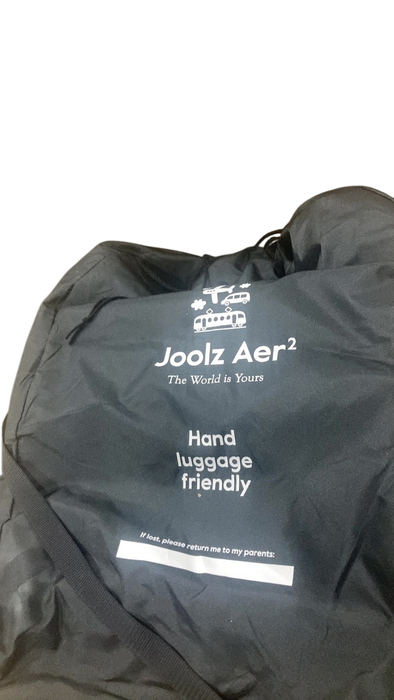 Joolz Aer²
The World is Yours
Hand
luggage
friendly
If lost, please return me to my parents: